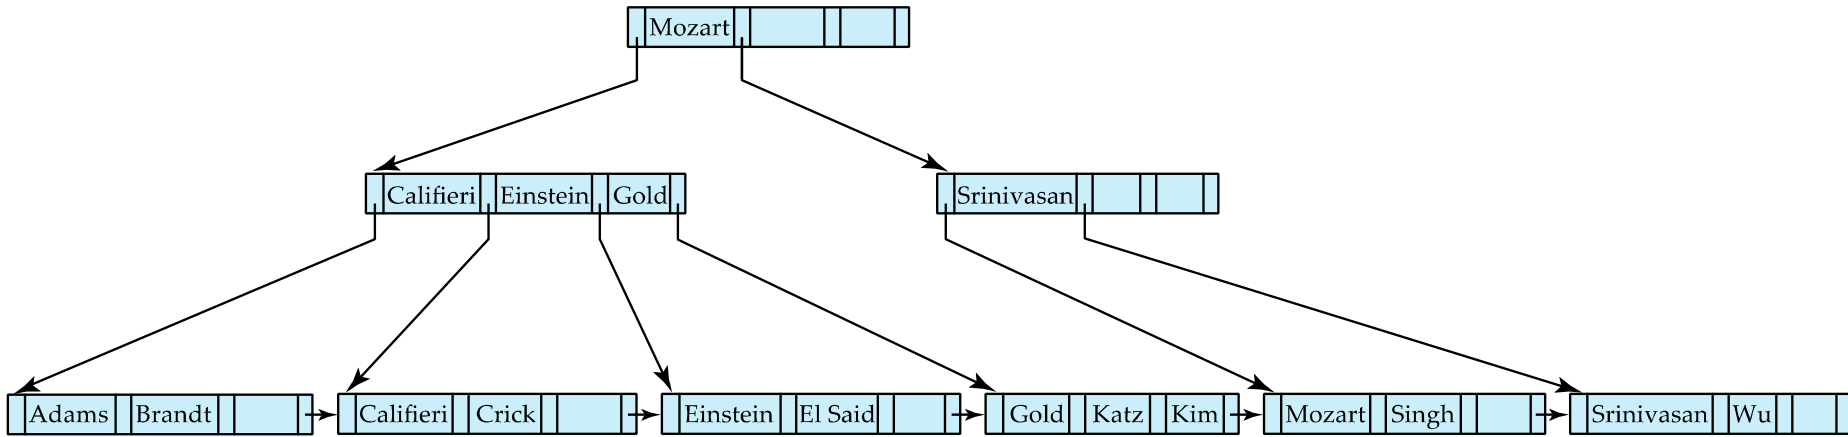 Mozart
Califieri Einstein Gold Srinivasan
Adams Brandt Califieri Crick Einstein El Said Gold Katz Kim Mozart Singh Srinivasan Wu